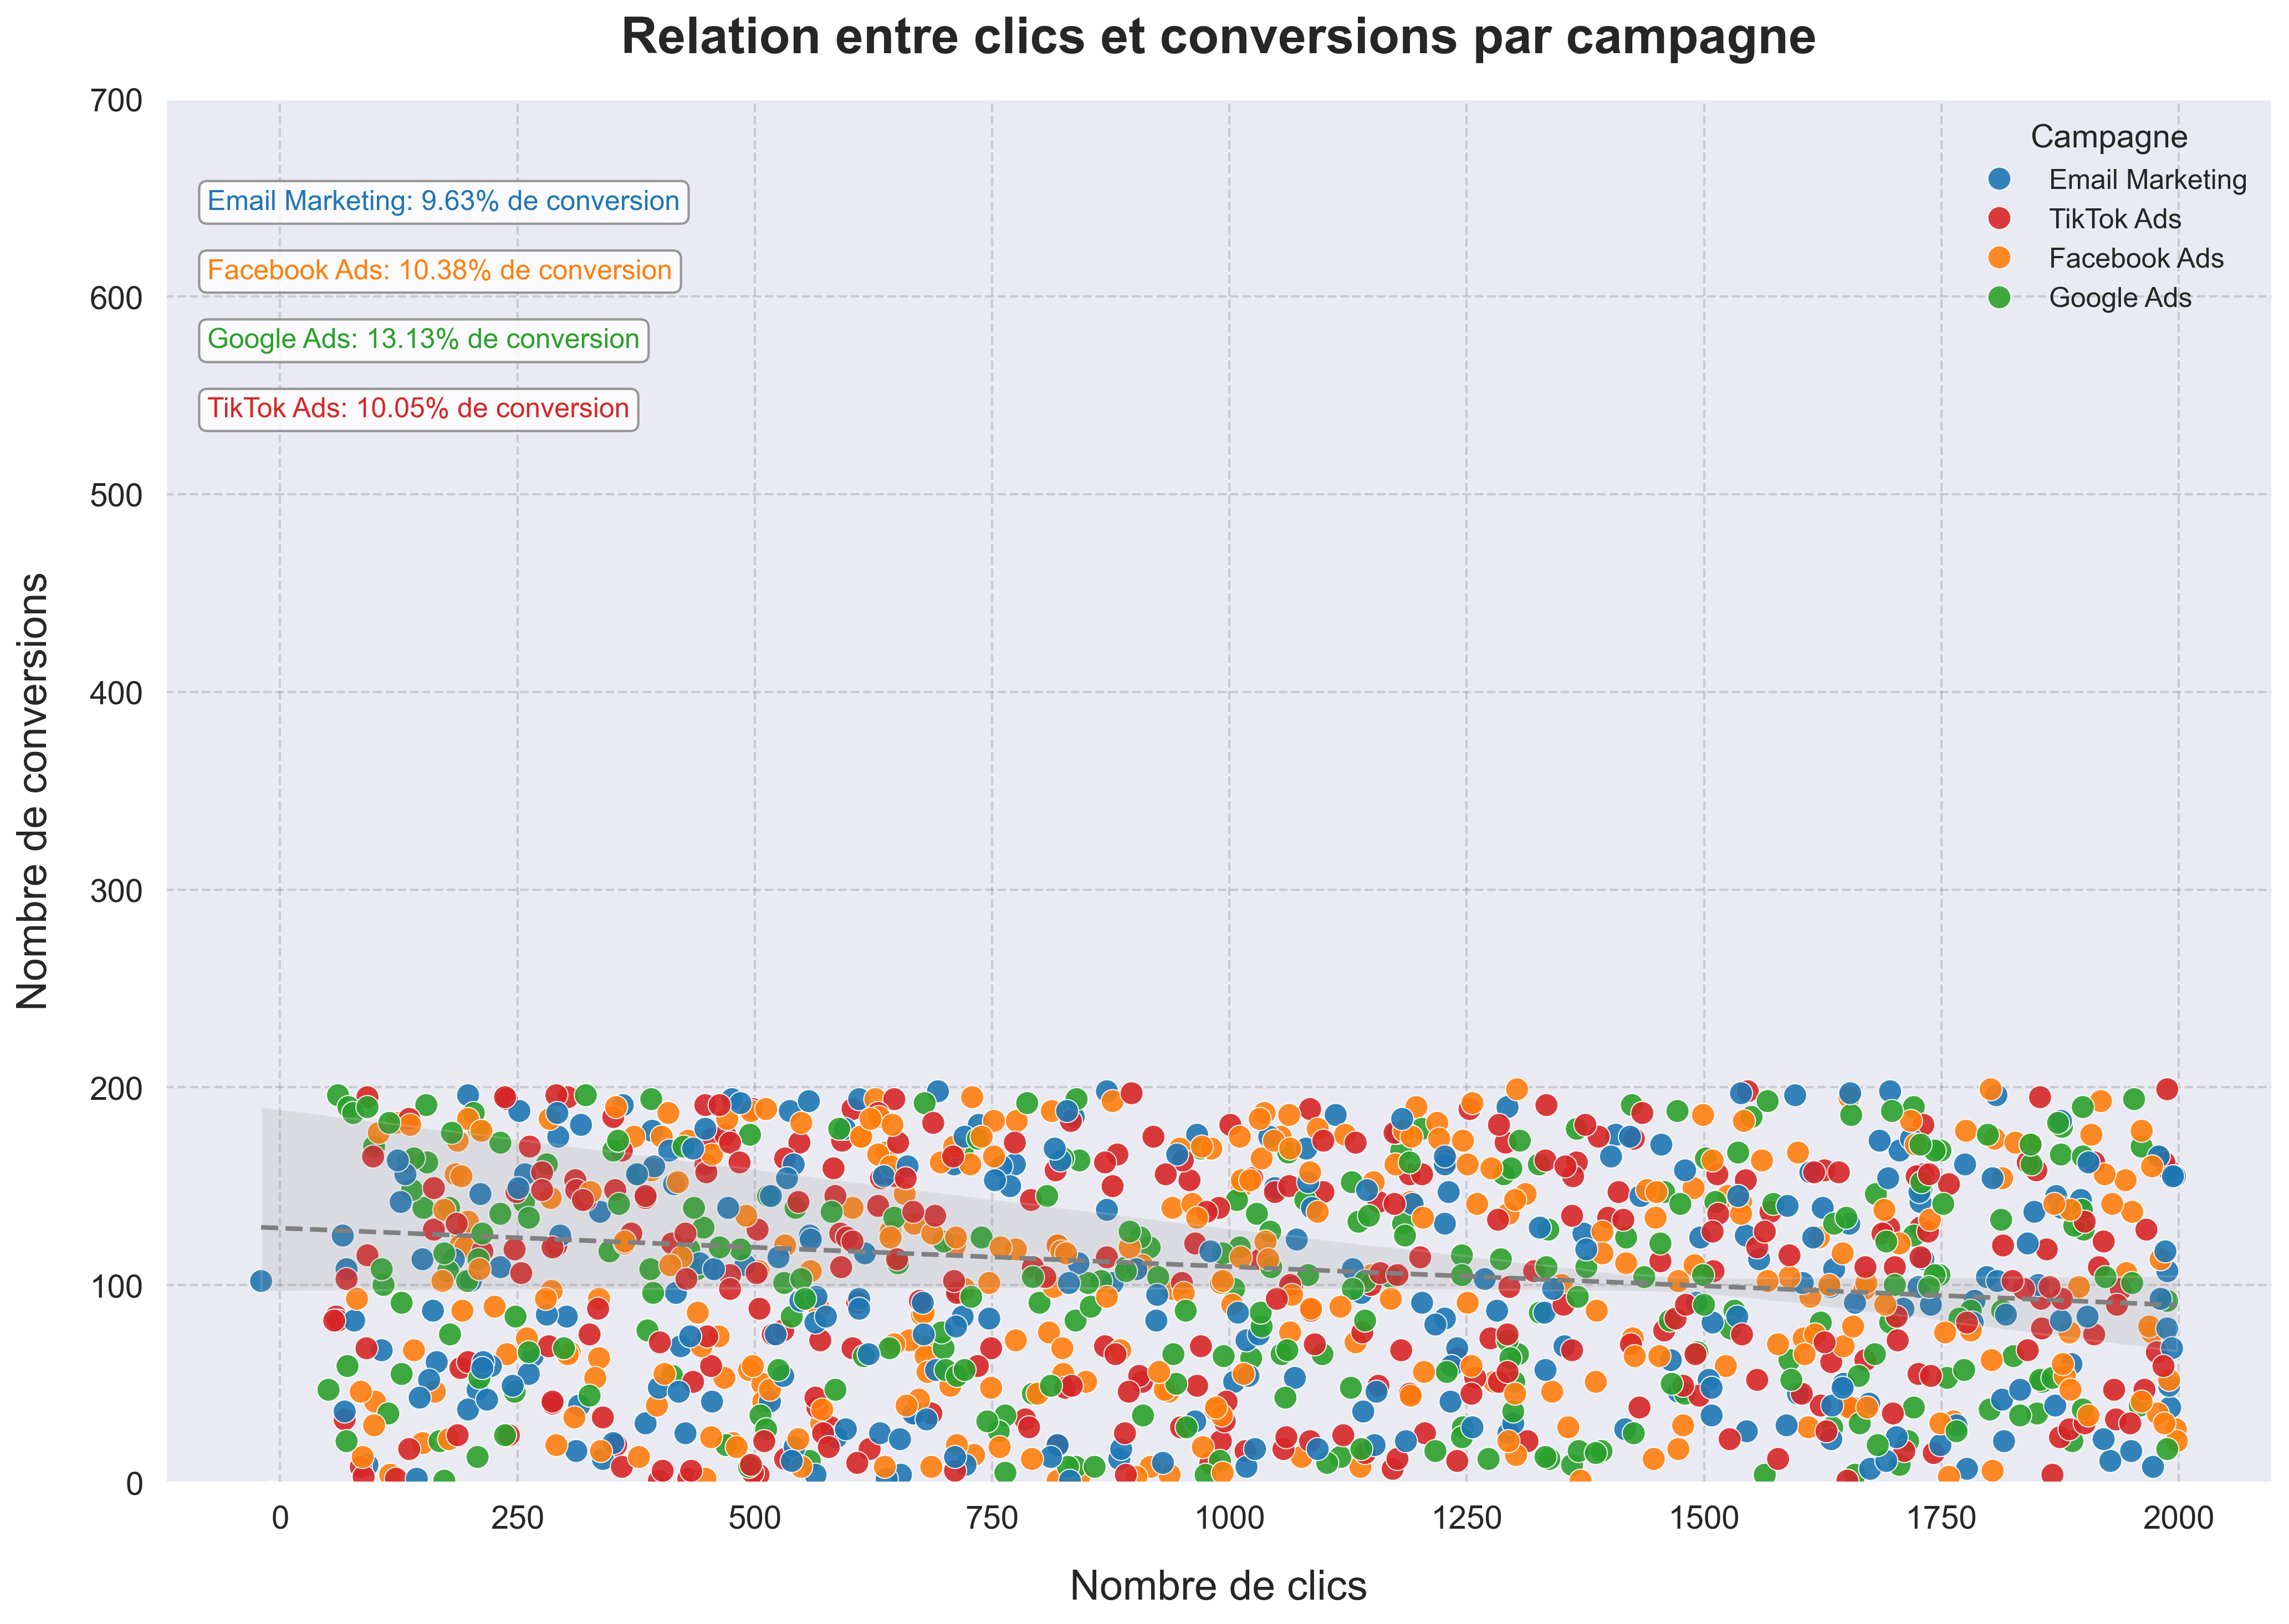 Relation entre clics et conversions par campagne
700
600
500
400
300
200
100
0
Nombre de conversions
Email Marketing: 9.63% de conversion
Facebook Ads: 10.38% de conversion
Google Ads: 13.13% de conversion
TikTok Ads: 10.05% de conversion
Campagne
Email Marketing
TikTok Ads
Facebook Ads
Google Ads
0 250 500 750 1000 1250 1500 1750 2000
Nombre de clics